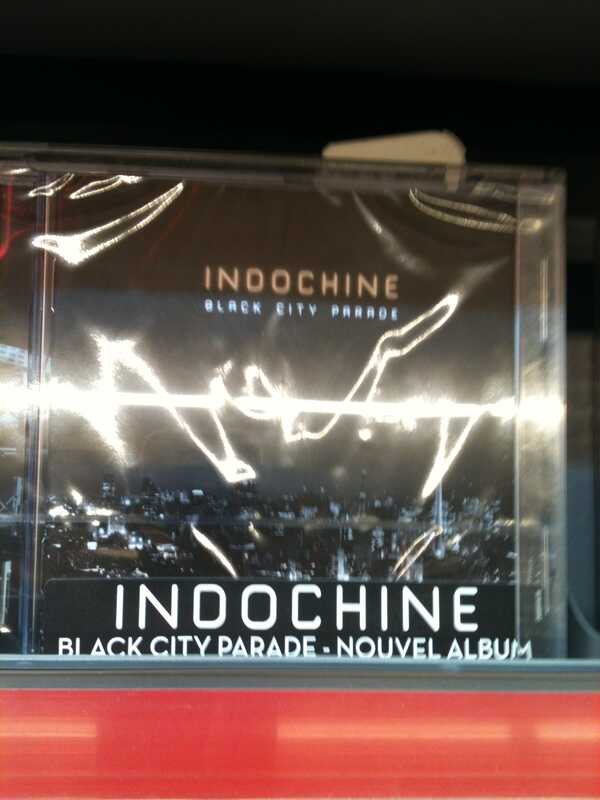 INDOCHINE
BLACK CITY PARADE
INDOCHINE
BLACK CITY PARADE - NOUVEL ALBUM